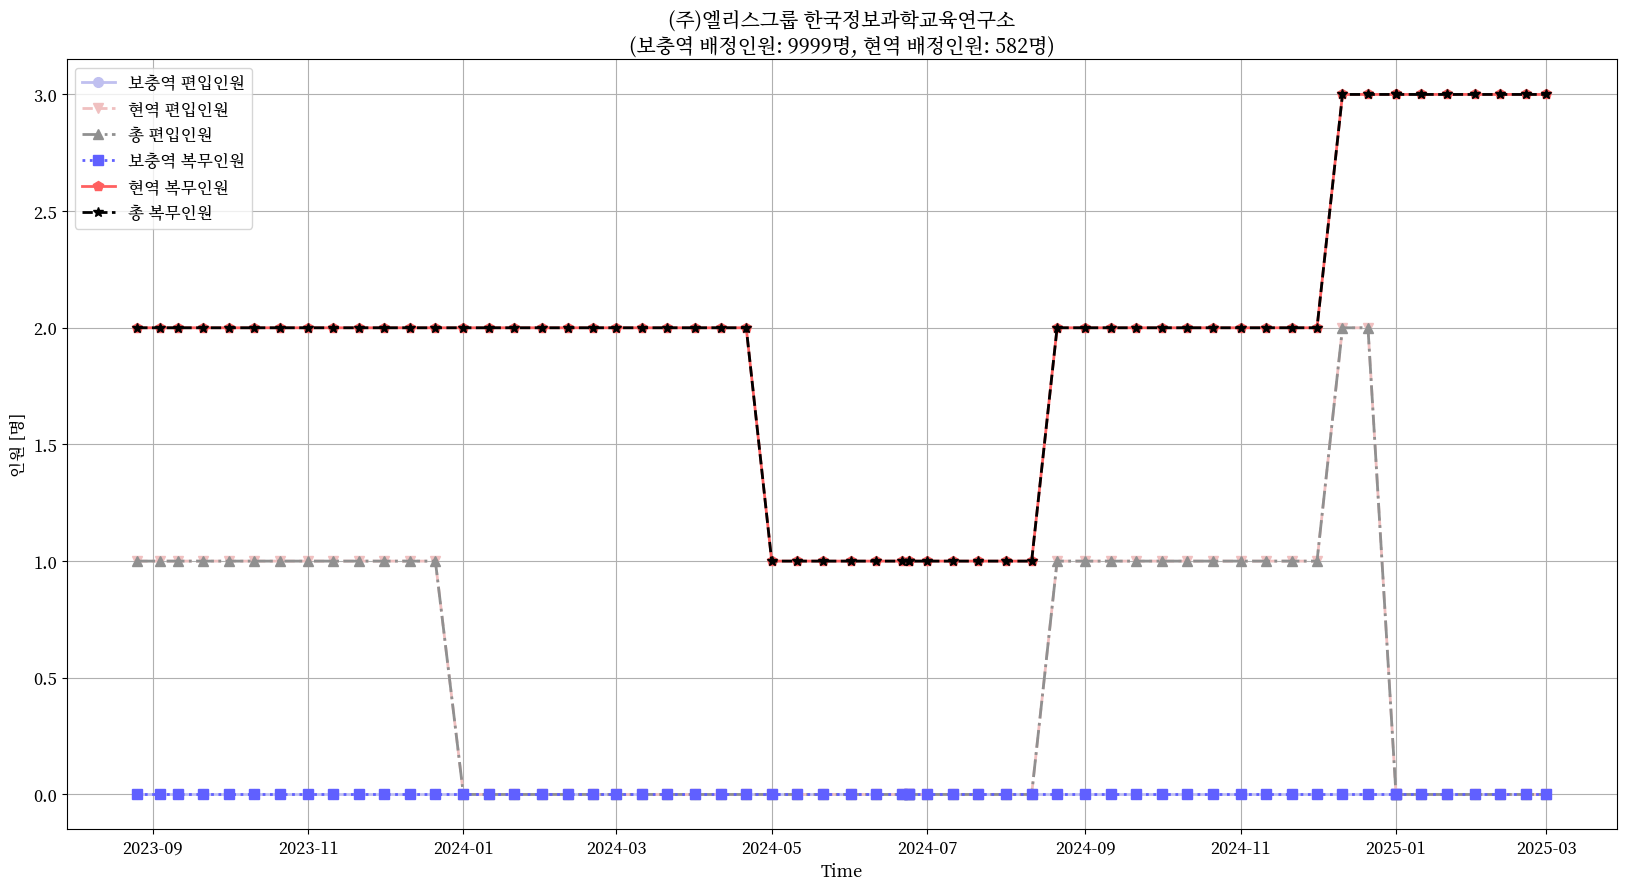 (주)엘리스그룹 한국정보과학교육연구소
(보충역 배정인원: 9999명, 현역 배정인원: 582명)
보충역 편입인원
현역 편입인원
총 편입인원
보충역 복무인원
현역 복무인원
총 복무인원
3.0
2.5
2.0
1.5
1.0
0.5
0.0
인원 [명]
2023-09 2023-11 2024-01 2024-03 2024-05 2024-07 2024-09 2024-11 2025-01 2025-03
Time